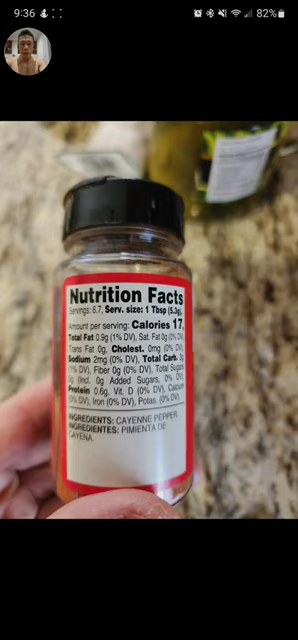 9:36
82%
Nutrition Facts
Servings: 6.7, Serv. size: 1 Tbsp (5.3g),
Amount per serving: Calories 17,
Total Fat 0.9g (1% DV), Sat. Fat 0g (0% DV),
Trans Fat 0g, Cholest. 0mg (0% DV),
Sodium 2mg (0% DV), Total Carb. 3g
(1% DV), Fiber 0g (0% DV), Total Sugars
0g (Incl. 0g Added Sugars, 0% DV),
Protein 0.6g, Vit. D (0% DV), Calcium
(0% DV), Iron (0% DV), Potas. (0% DV)
INGREDIENTS: CAYENNE PEPPER.
INGREDIENTES: PIMIENTA DE
CAYENA.